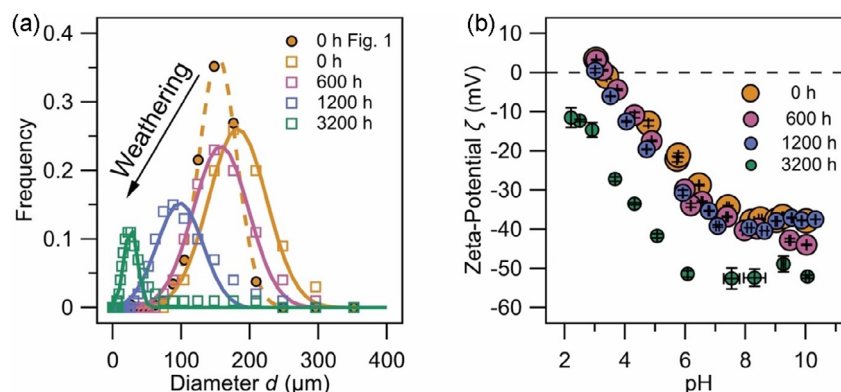 (a)
0.4
0.3
0.2
0.1
0
Frequency
Weathering
0 h Fig. 1
0 h
600 h
1200 h
3200 h
0 100 200 300 400
Diameter d (μm)
(b)
0
-10
-20
-30
-40
-50
-60
Zeta-Potential ζ (mV)
0 h
600 h
1200 h
3200 h
2 4 6 8 10
pH